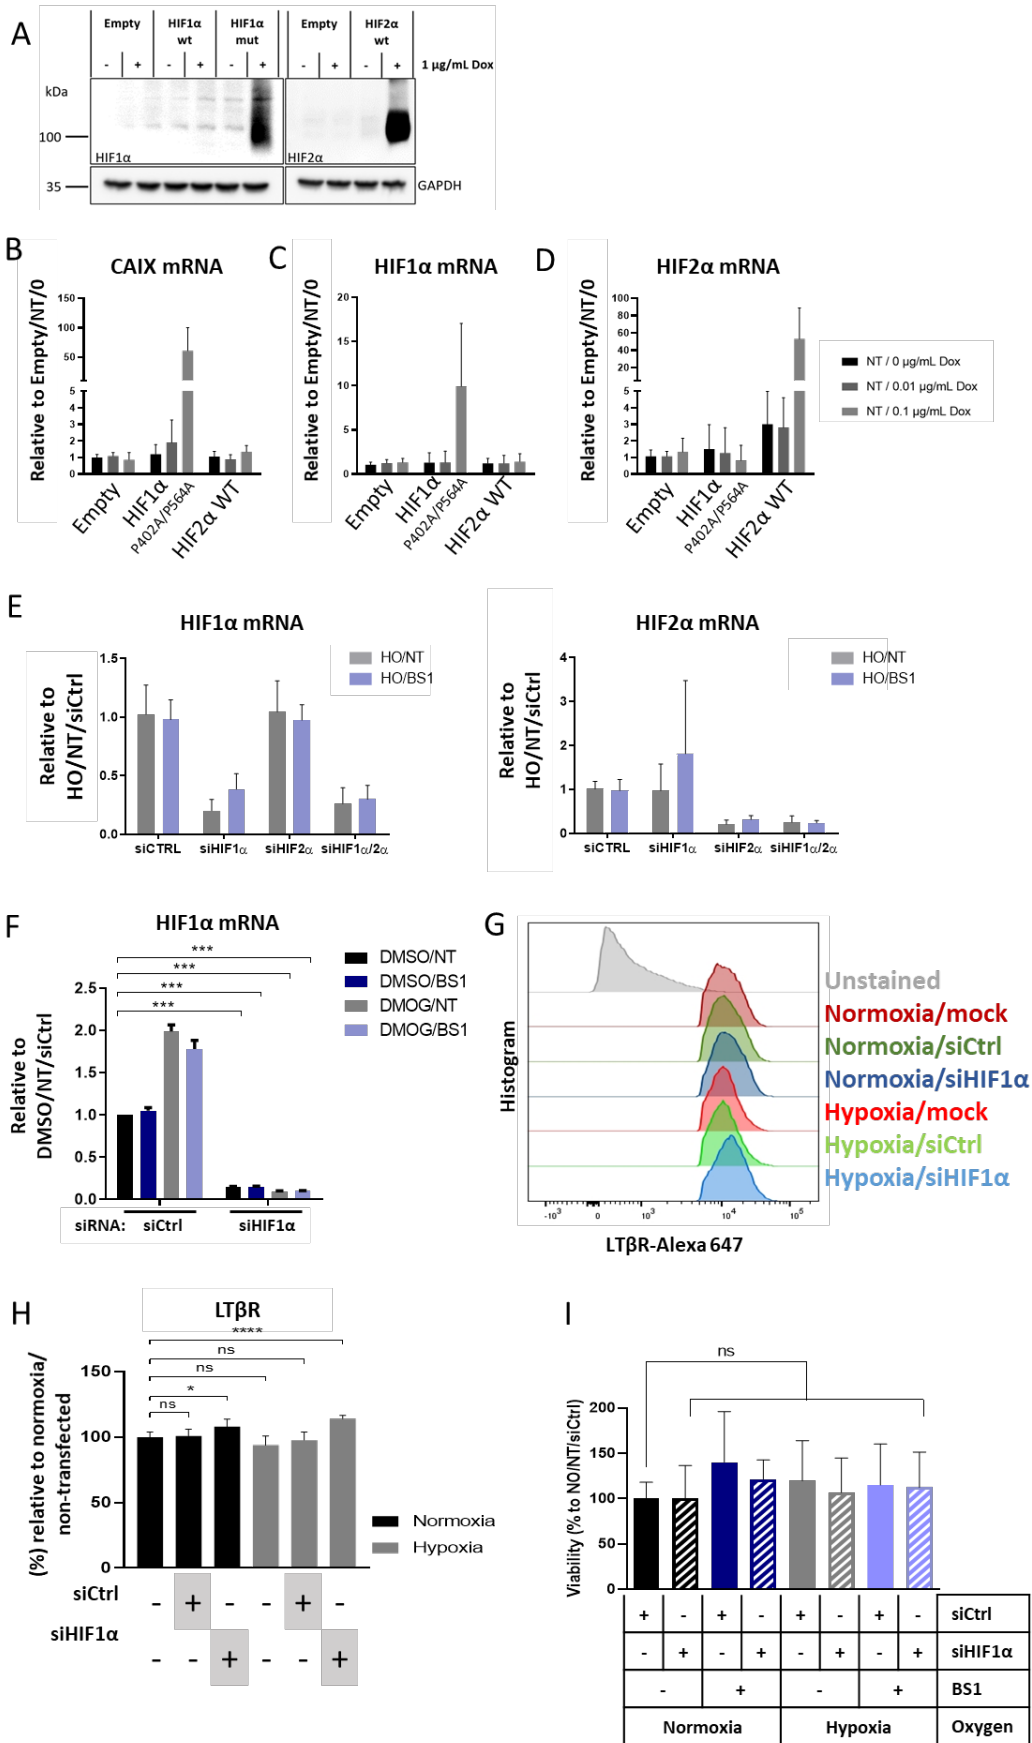 A
Empty HIF1α wt HIF1α mut Empty HIF2α wt
- + - + - + - + - + 1 µg/mL Dox
kDa
100
HIF1α HIF2α
35 GAPDH
B
CAIX mRNA
Relative to Empty/NT/0
150
100
50
5
4
3
2
1
0
Empty
HIF1α
P402A/P564A
HIF2α WT
C
HIF1α mRNA
Relative to Empty/NT/0
20
15
10
5
0
Empty
HIF1α
P402A/P564A
HIF2α WT
D
HIF2α mRNA
Relative to Empty/NT/0
100
80
60
40
20
5
4
3
2
1
0
Empty
HIF1α
P402A/P564A
HIF2α WT
NT / 0 µg/mL Dox
NT / 0.01 µg/mL Dox
NT / 0.1 µg/mL Dox
E
HIF1α mRNA
Relative to
HO/NT/siCtrl
HO/NT
HO/BS1
1.5
1.0
0.5
0.0
siCTRL siHIF1α siHIF2α siHIF1α/2α
HIF2α mRNA
Relative to
HO/NT/siCtrl
HO/NT
HO/BS1
4
3
2
1
0
siCTRL siHIF1α siHIF2α siHIF1α/2α
F
HIF1α mRNA
***
***
***
***
Relative to
DMSO/NT/siCtrl
2.5
2.0
1.5
1.0
0.5
0.0
DMSO/NT
DMSO/BS1
DMOG/NT
DMOG/BS1
siRNA: siCtrl siHIF1α
G
Histogram
Unstained
Normoxia/mock
Normoxia/siCtrl
Normoxia/siHIF1α
Hypoxia/mock
Hypoxia/siCtrl
Hypoxia/siHIF1α
-10³ 0 10³ 10⁴ 10⁵
LTβR-Alexa 647
H
LTβR
****
ns
ns
*
ns
(%) relative to normoxia/
non-transfected
150
100
50
0
Normoxia
Hypoxia
siCtrl - + - - + -
siHIF1α - - + - - +
I
ns
Viability (% to NO/NT/siCtrl)
200
150
100
50
0
+ - + - + - + - siCtrl
- + - + - + - + siHIF1α
- + - + BS1
Normoxia Hypoxia Oxygen